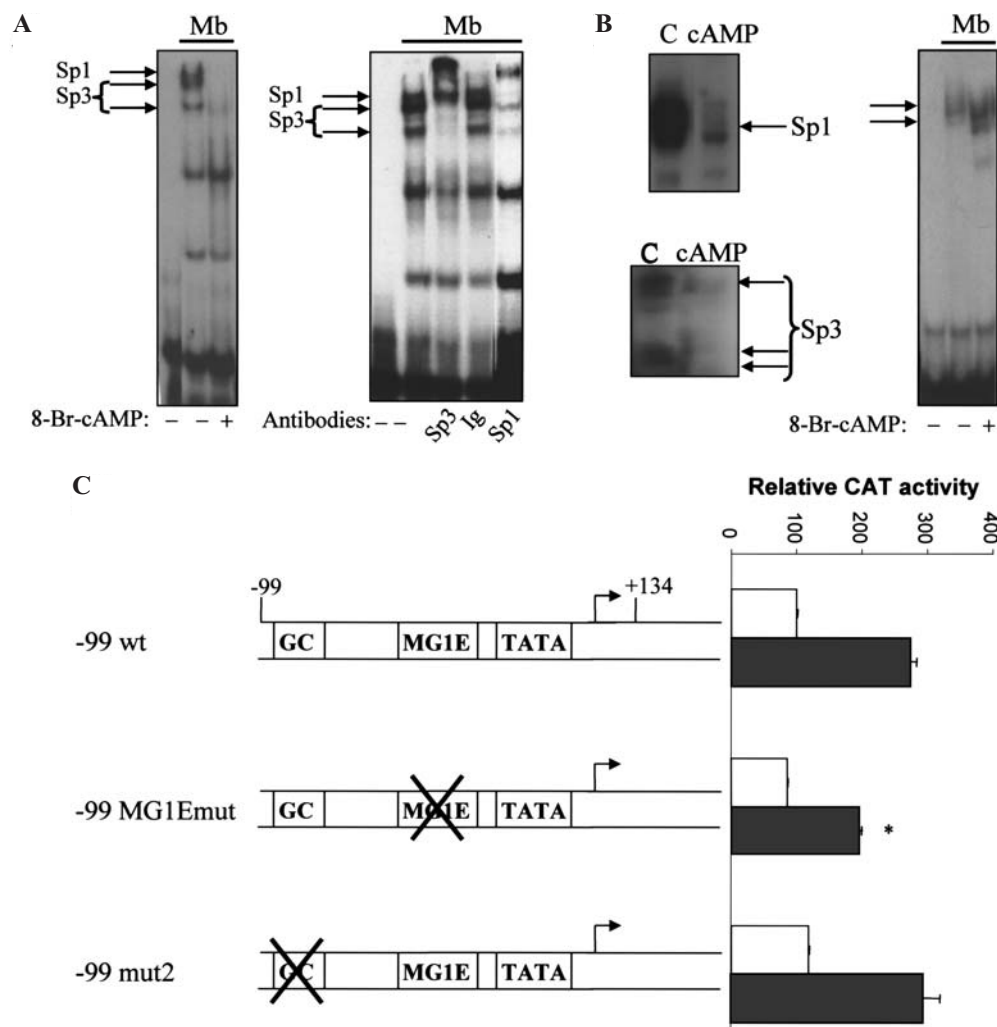 A
Mb
Sp1
Sp3
8-Br-cAMP: – – +
Mb
Sp1
Sp3
Antibodies: – – Sp3 Ig Sp1
B
C cAMP
Sp1
C cAMP
Sp3
Mb
8-Br-cAMP: – – +
C
Relative CAT activity
0 100 200 300 400
-99 +134
-99 wt
GC MG1E TATA
-99 MG1Emut
GC MG1E TATA
*
-99 mut2
GC MG1E TATA